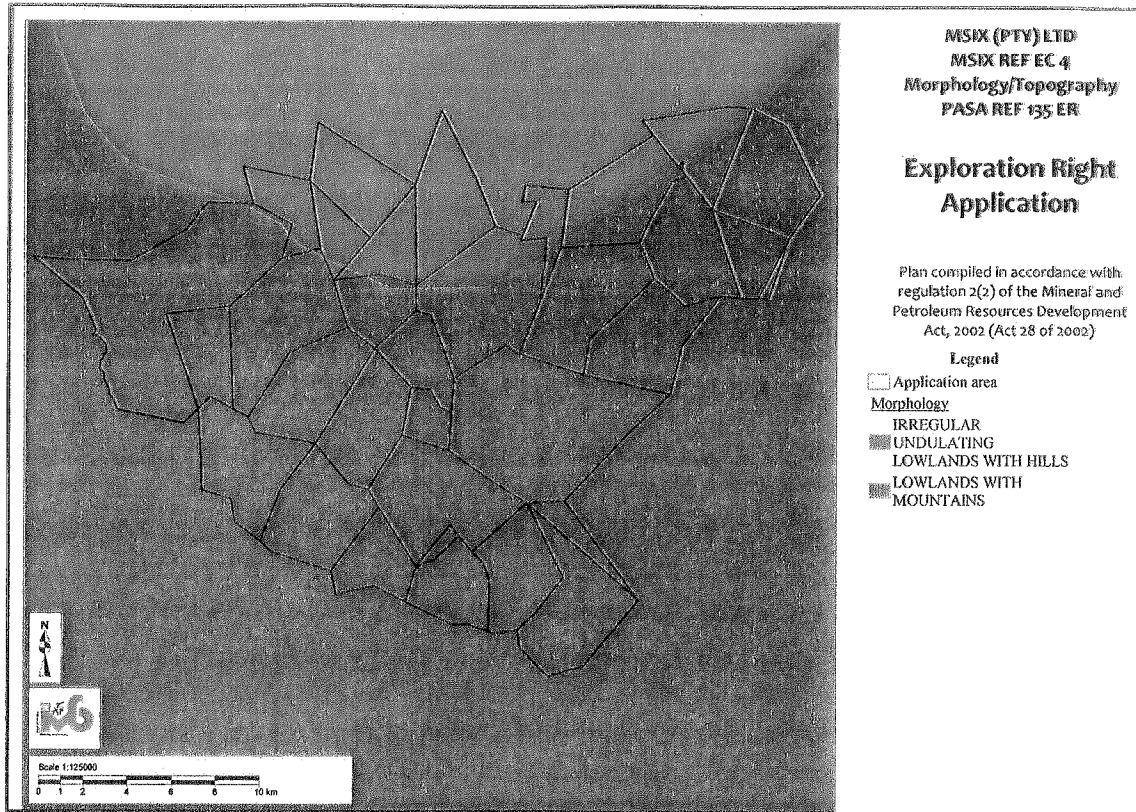 MSIX (PTY) LTD
MSIX REF EC 4
Morphology/Topography
PASA REF 135 ER
Exploration Right
Application
Plan compiled in accordance with
regulation 2(2) of the Mineral and
Petroleum Resources Development
Act, 2002 (Act 28 of 2002)
Legend
Application area
Morphology
IRREGULAR
UNDULATING
LOWLANDS WITH HILLS
LOWLANDS WITH
MOUNTAINS
N
Scale 1:125000
0 1 2 4 6 8 10 km